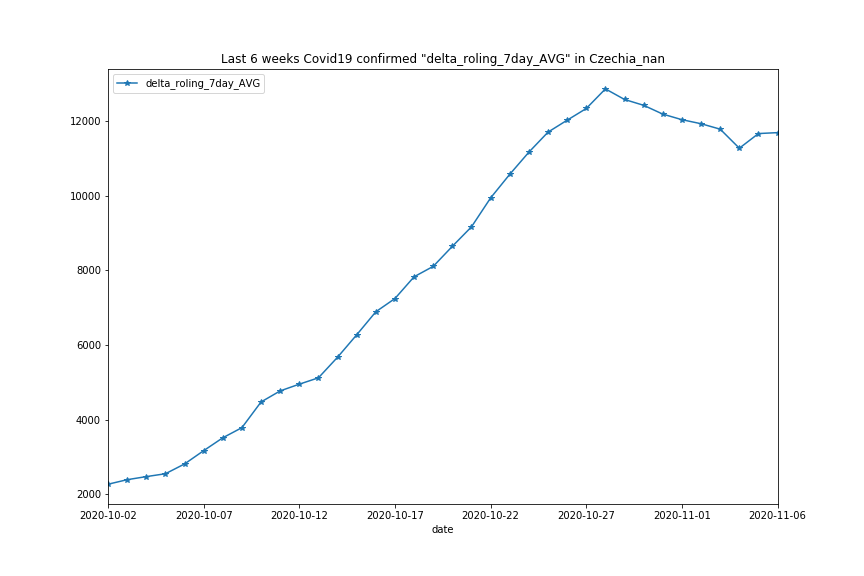 Last 6 weeks Covid19 confirmed "delta_roling_7day_AVG" in Czechia_nan
delta_roling_7day_AVG
12000
10000
8000
6000
4000
2000
2020-10-02 2020-10-07 2020-10-12 2020-10-17 2020-10-22 2020-10-27 2020-11-01 2020-11-06
date